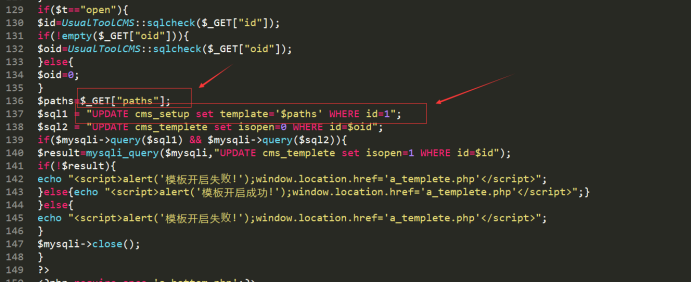 129 if($t=="open"){
130 $id=UsualToolCMS::sqlcheck($_GET["id"]);
131 if(!empty($_GET["oid"])){
132 $oid=UsualToolCMS::sqlcheck($_GET["oid"]);
133 }else{
134 $oid=0;
135 }
136 $paths=$_GET["paths"];
137 $sql1 = "UPDATE cms_setup set template='$paths' WHERE id=1";
138 $sql2 = "UPDATE cms_templete set isopen=0 WHERE id=$oid";
139 if($mysqli->query($sql1) && $mysqli->query($sql2)){
140 $result=mysqli_query($mysqli,"UPDATE cms_templete set isopen=1 WHERE id=$id");
141 if(!$result){
142 echo "<script>alert('模板开启失败!');window.location.href='a_templete.php'</script>";
143 }else{echo "<script>alert('模板开启成功!');window.location.href='a_templete.php'</script>";}
144 }else{
145 echo "<script>alert('模板开启失败!');window.location.href='a_templete.php'</script>";
146 }
147 $mysqli->close();
148 }
149 ?>